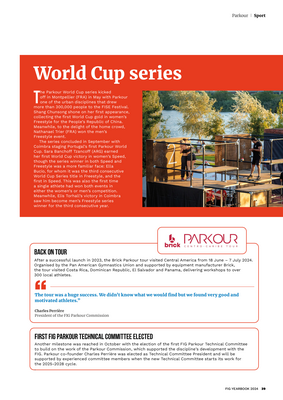 Parkour / Sport
World Cup series
The Parkour World Cup series kicked
off in Montpellier (FRA) in May with Parkour
one of the urban disciplines that drew
more than 200,000 people to the FISE Festival.
Shang Chunsong shone on her first appearance,
collecting the first World Cup gold in women's
Freestyle for the People's Republic of China.
Meanwhile, to the delight of the home crowd,
Nathanael Trier (FRA) won the men's
Freestyle event.
The series concluded in September with
Coimbra staging Portugal's first Parkour World
Cup. Sara Banchoff Tzancoff (ARG) earned
her first World Cup victory in women's Speed,
though the series winner in both Speed and
Freestyle was a more familiar face: Ella
Bucio, for whom it was the third consecutive
World Cup Series title in Freestyle, and the
first in Speed. This was also the first time
a single athlete had won both events in
either the women's or men's competition.
Meanwhile, Elis Torhall's victory in Coimbra
saw him become men's Freestyle series
winner for the third consecutive year.
brick
PARKOUR
BACK ON TOUR
After a successful launch in 2023, the Brick Parkour tour visited Central America from 16 June – 7 July 2024.
Organised by the Pan American Gymnastics Union and supported by equipment manufacturer Brick,
the tour visited Costa Rica, Dominican Republic, El Salvador and Panama, delivering workshops to over
300 local athletes.
The tour was a huge success. We didn't know what we would find but we found very good and
motivated athletes."
Charles Perrière
President of the FIG Parkour Commission
FIRST FIG PARKOUR TECHNICAL COMMITTEE ELECTED
Another milestone was reached in October with the election of the first FIG Parkour Technical Committee
to build on the work of the Parkour Commission, which supported the discipline's development with the
FIG. Parkour co-founder Charles Perrière was elected as Technical Committee President and will be
supported by experienced committee members when the new Technical Committee starts its work for
the 2025-2028 cycle.
FIG YEARBOOK 2024